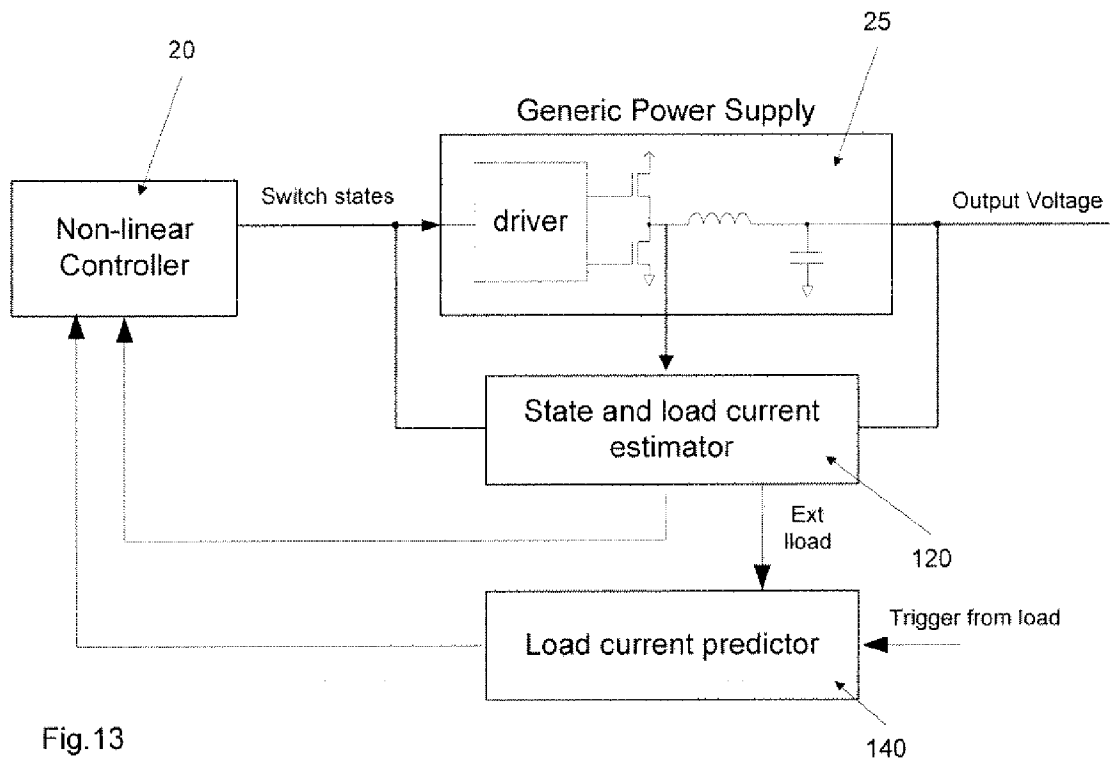 20
25
Generic Power Supply
Non-linear
Controller
Switch states
driver
Output Voltage
State and load current
estimator
Ext
Iload
120
Load current predictor
Trigger from load
140
Fig.13